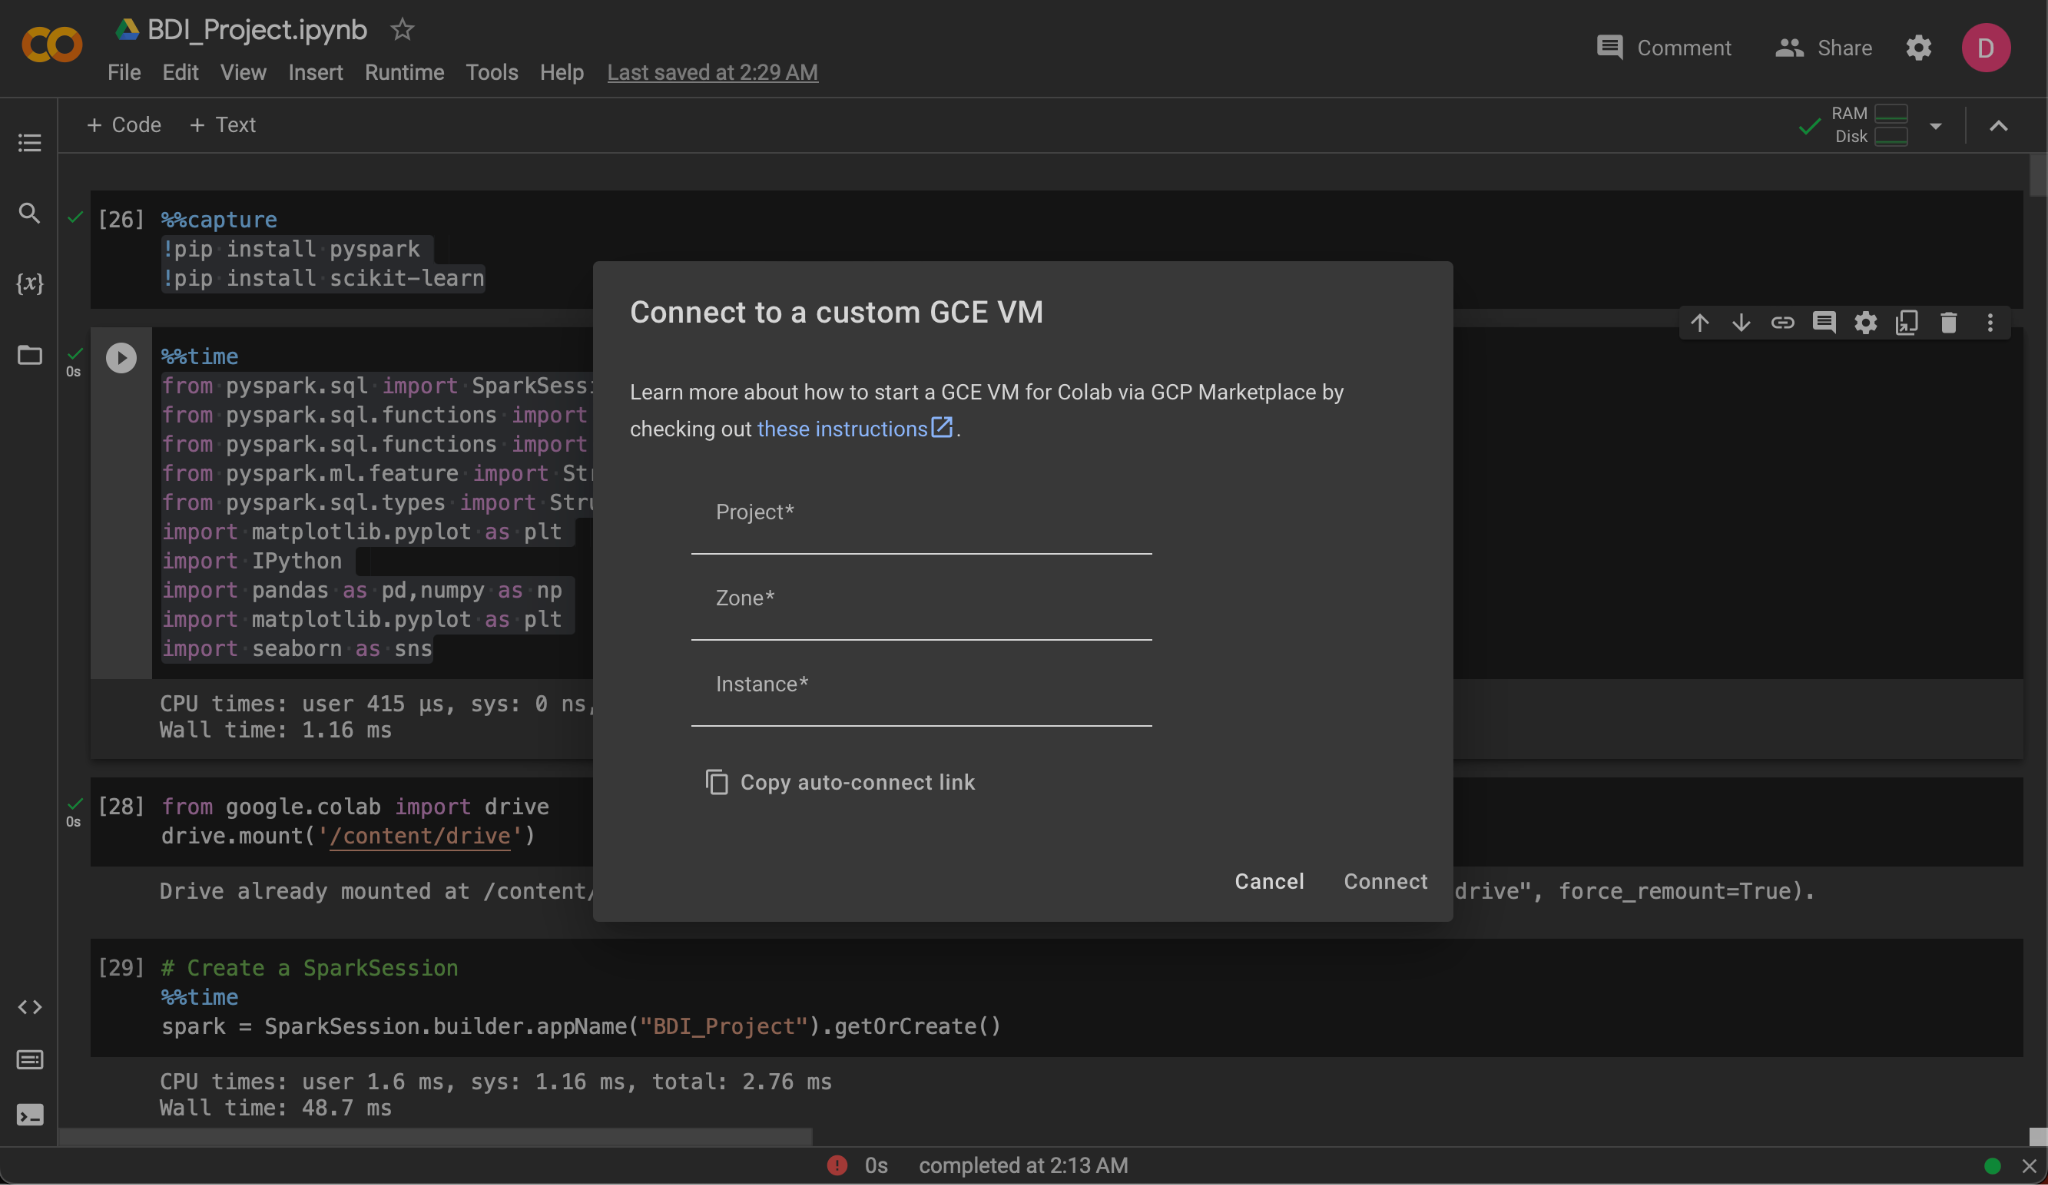 BDI_Project.ipynb
File Edit View Insert Runtime Tools Help Last saved at 2:29 AM
Comment Share D
+ Code + Text
RAM
Disk
[26] %%capture
!pip install pyspark
!pip install scikit-learn
0s
%%time
from pyspark.sql import SparkSessi
from pyspark.sql.functions import
from pyspark.sql.functions import
from pyspark.ml.feature import St
from pyspark.sql.types import Stru
import matplotlib.pyplot as plt
import IPython
import pandas as pd,numpy as np
import matplotlib.pyplot as plt
import seaborn as sns
CPU times: user 415 µs, sys: 0 ns,
Wall time: 1.16 ms
Connect to a custom GCE VM
Learn more about how to start a GCE VM for Colab via GCP Marketplace by
checking out these instructions.
Project*
Zone*
Instance*
Copy auto-connect link
Cancel Connect
0s
[28] from google.colab import drive
drive.mount('/content/drive')
Drive already mounted at /content/ drive", force_remount=True).
[29] # Create a SparkSession
%%time
spark = SparkSession.builder.appName("BDI_Project").getOrCreate()
CPU times: user 1.6 ms, sys: 1.16 ms, total: 2.76 ms
Wall time: 48.7 ms
0s completed at 2:13 AM